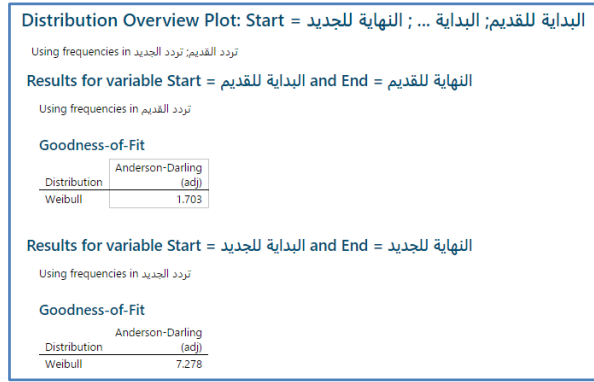 Distribution Overview Plot: Start = البداية للقديم; البداية ... ; النهاية للجديد
Using frequencies in تردد القديم; تردد الجديد
Results for variable Start = البداية للقديم and End = النهاية للقديم
Using frequencies in تردد القديم
Goodness-of-Fit
Anderson-Darling
Distribution (adj)
Weibull 1.703
Results for variable Start = البداية للجديد and End = النهاية للجديد
Using frequencies in تردد الجديد
Goodness-of-Fit
Anderson-Darling
Distribution (adj)
Weibull 7.278